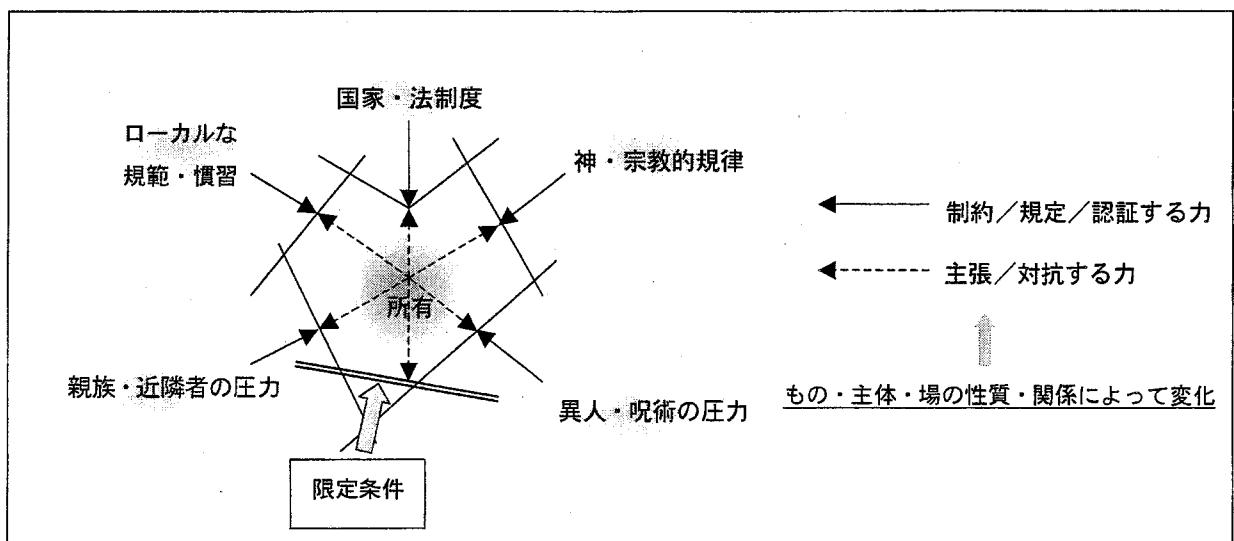 国家・法制度
ローカルな
規範・慣習
神・宗教的規律
制約／規定／認証する力
主張／対抗する力
所有
親族・近隣者の圧力
異人・呪術の圧力
もの・主体・場の性質・関係によって変化
限定条件